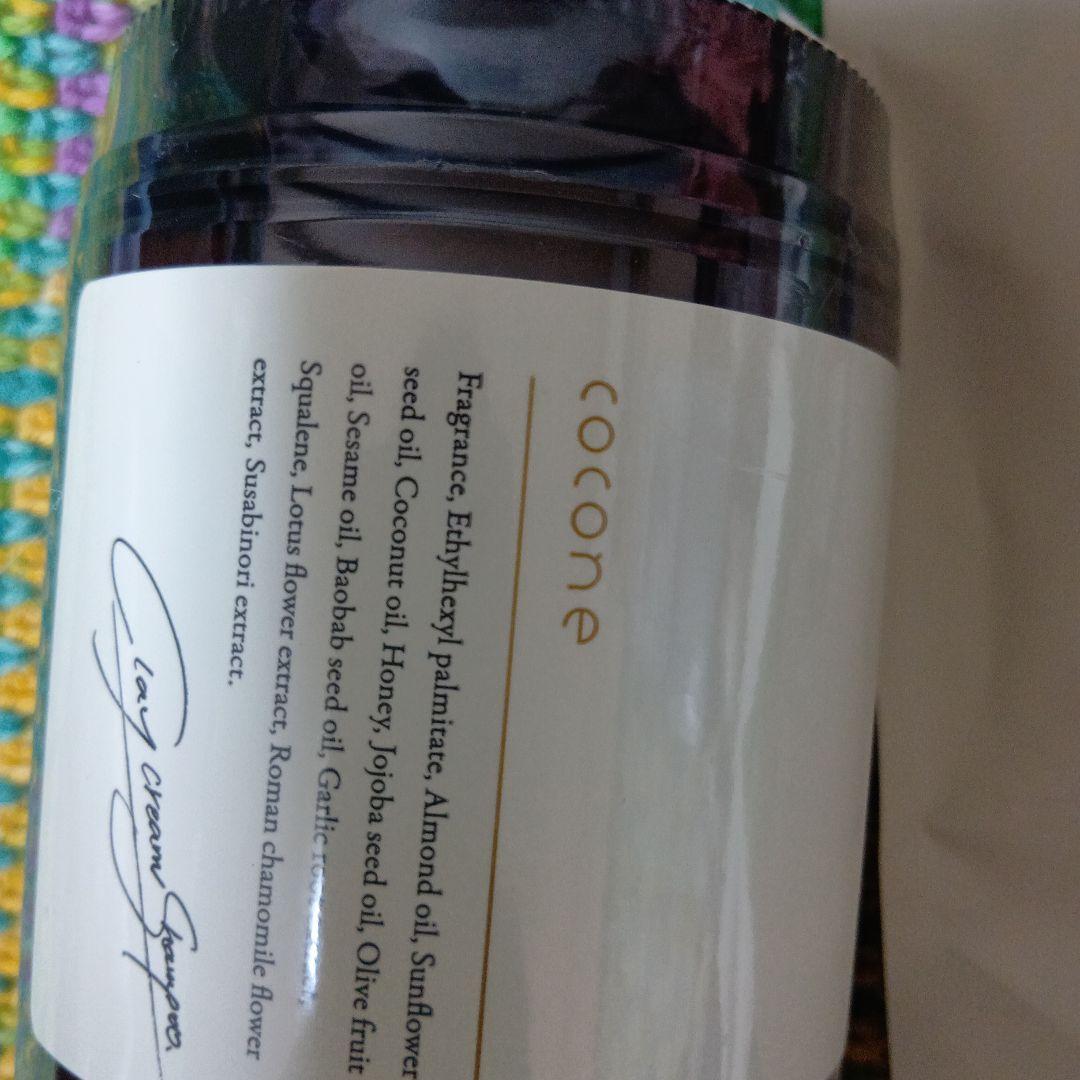 cocone
Fragrance, Ethylhexyl palmitate, Almond oil, Sunflower
seed oil, Coconut oil, Honey, Jojoba seed oil, Olive fruit
oil, Sesame oil, Baobab seed oil, Garlic
Squalene, Lotus flower extract, Roman chamomile flower
extract, Susabinori extract.
Clay cream Shampoo.